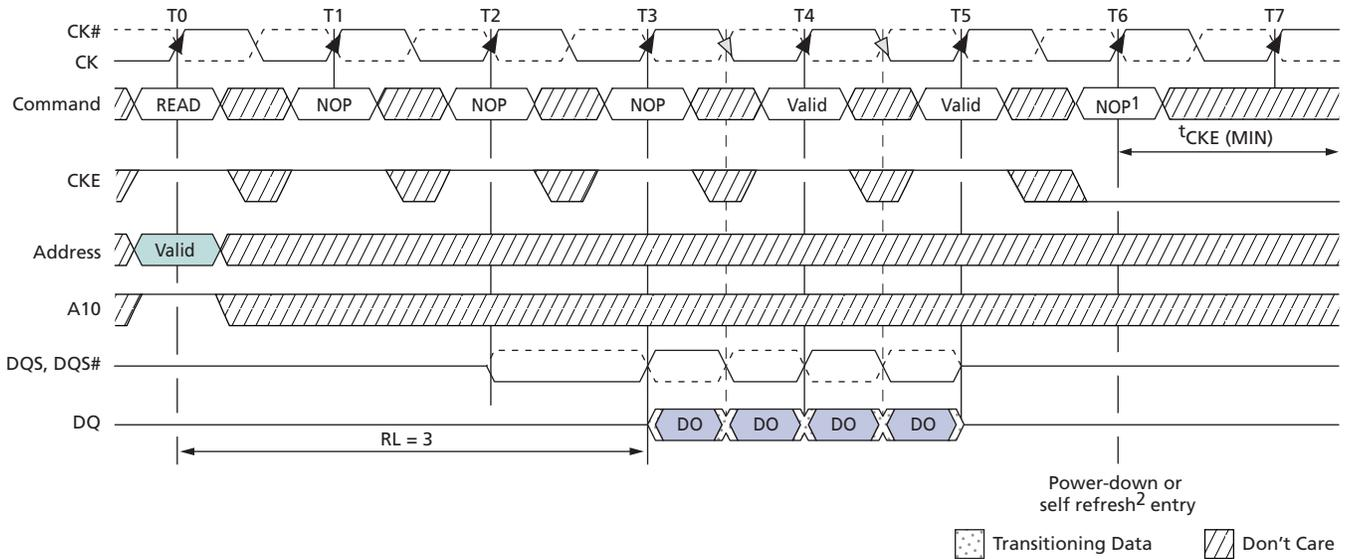 T0 T1 T2 T3 T4 T5 T6 T7
CK#
CK
Command READ NOP NOP NOP Valid Valid NOP1
tCKE (MIN)
CKE
Address Valid
A10
DQS, DQS#
DQ DO DO DO DO
RL = 3
Power-down or
self refresh2 entry
Transitioning Data Don't Care